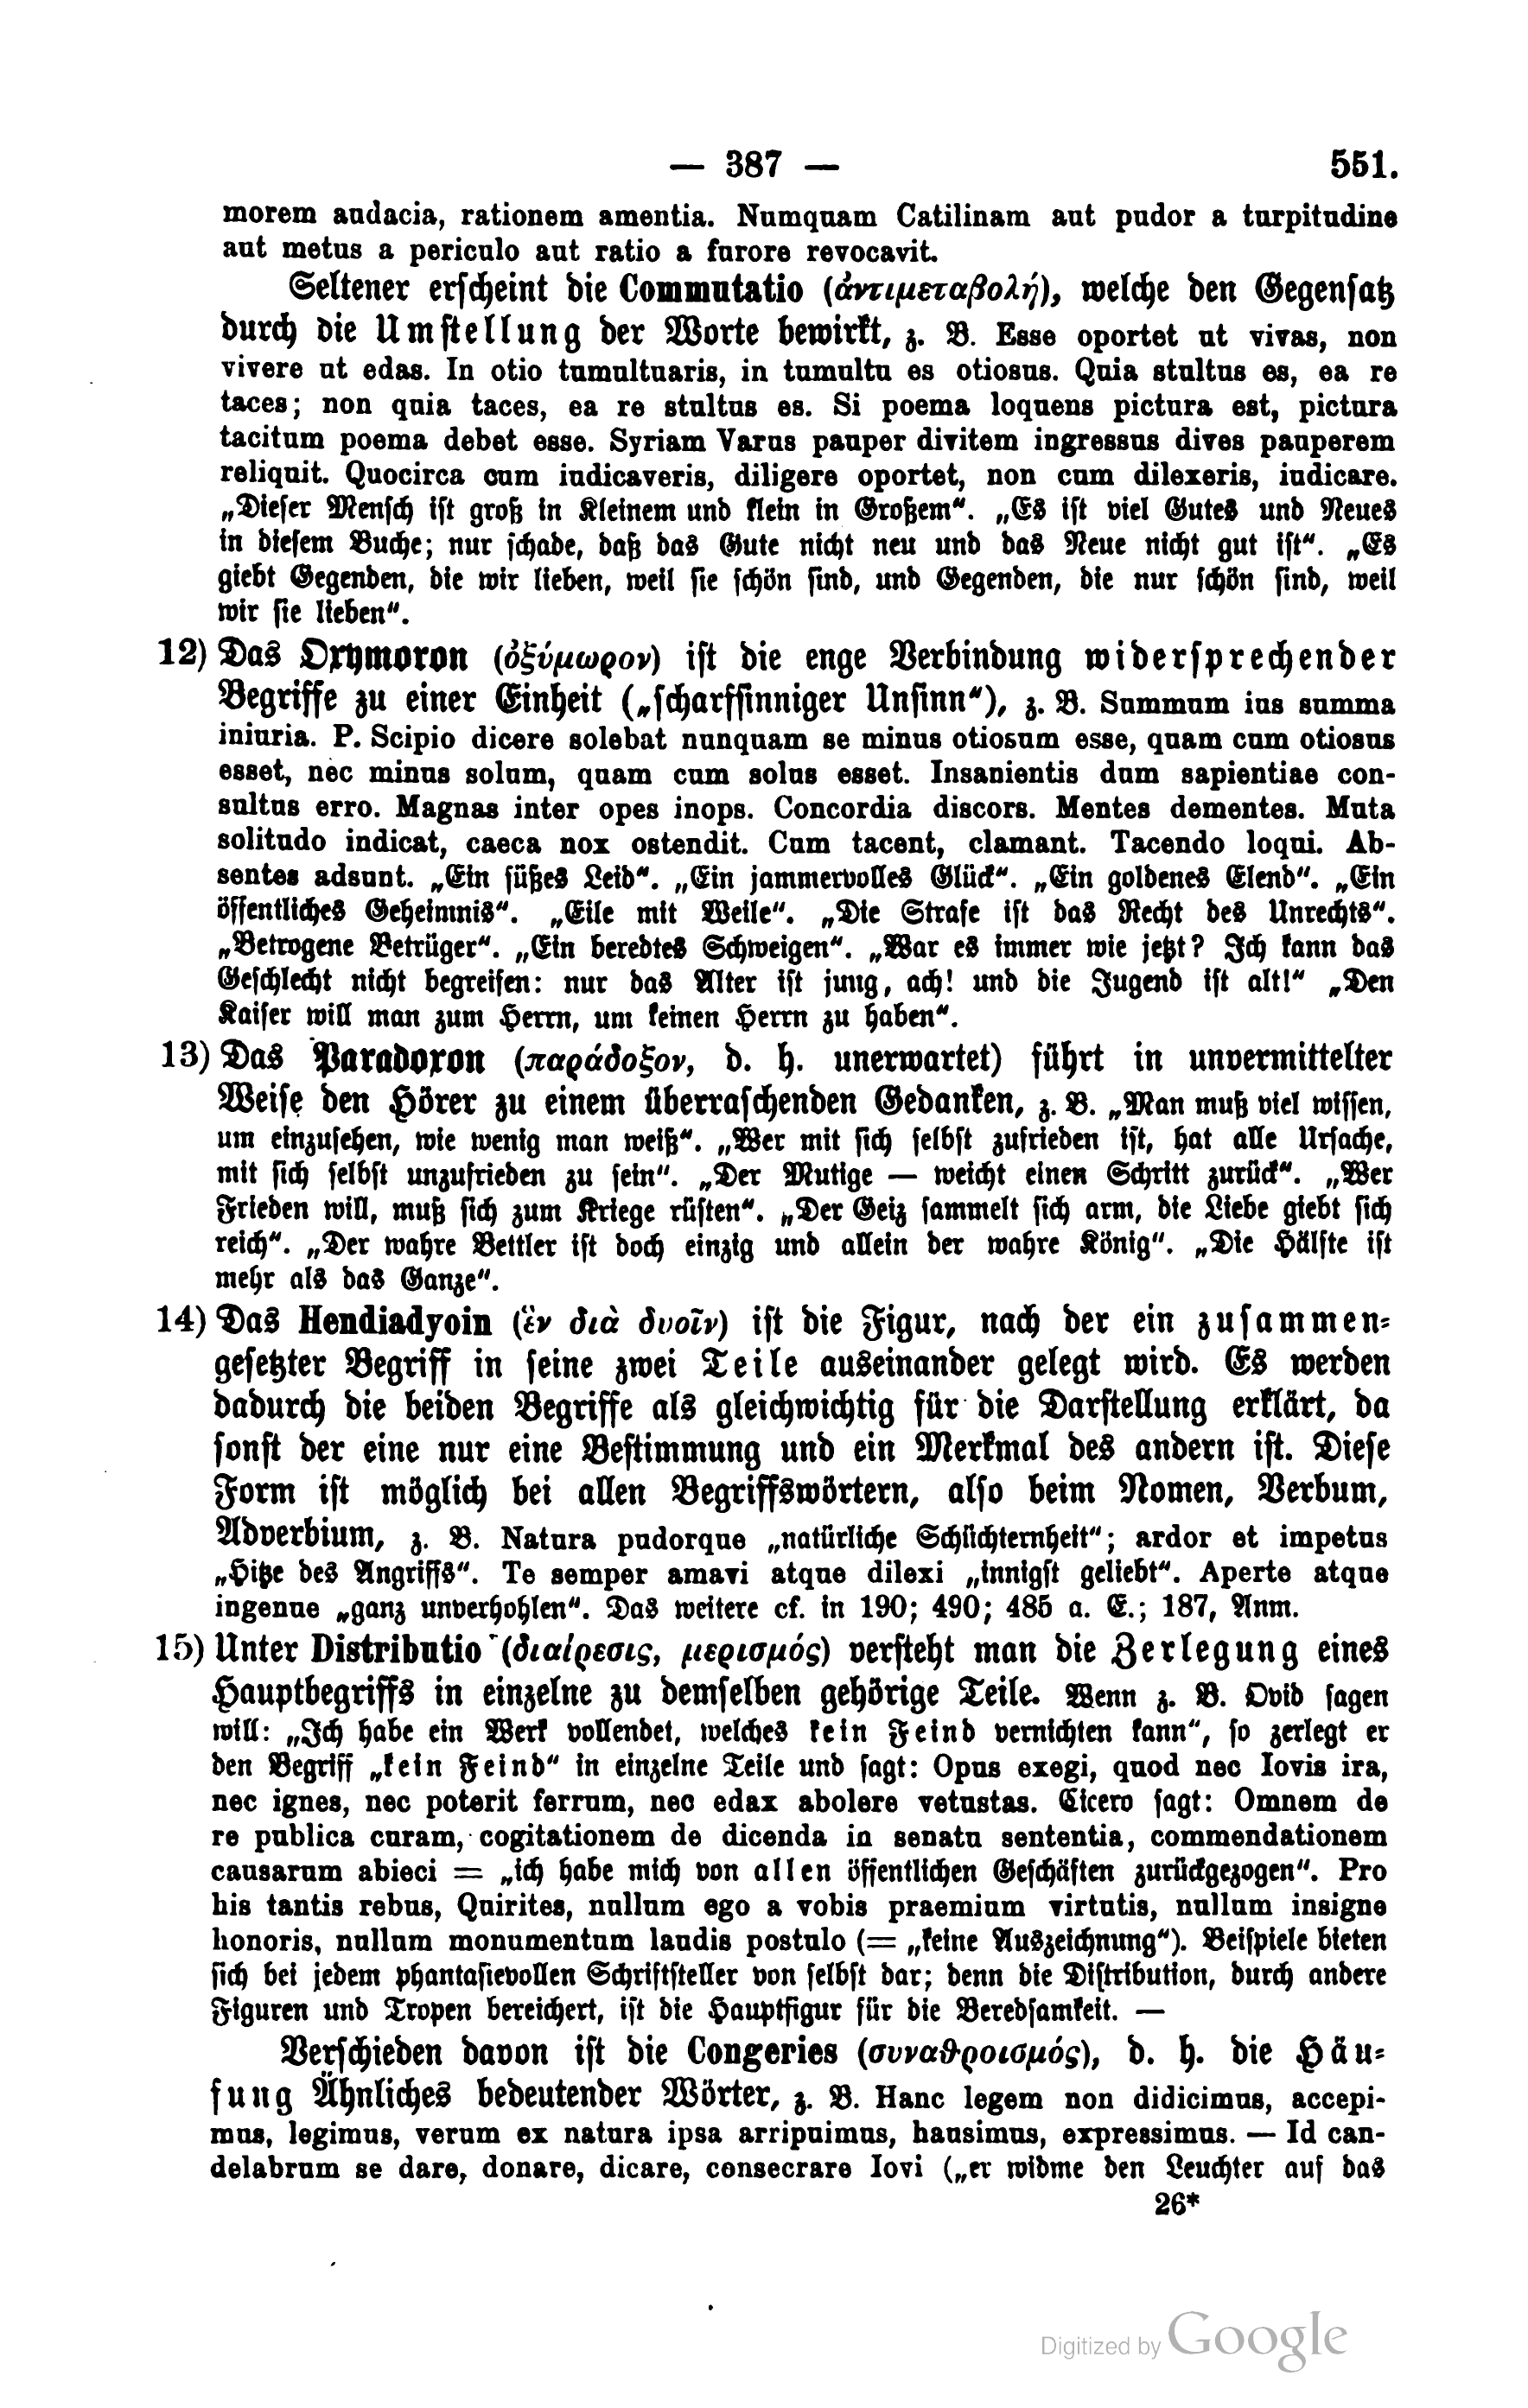 — 387 — 551.
morem audacia, rationem amentia. Numquam Catilinam aut pudor a turpitudine
aut metus a periculo aut ratio a furore revocavit.
Seltener erscheint die Commutatio (ἀντιμεταβολή), welche den Gegensatz
durch die Umstellung der Worte bewirkt, z. B. Esse oportet ut vivas, non
vivere ut edas. In otio tumultuaris, in tumultu es otiosus. Quia stultus es, ea re
taces; non quia taces, ea re stultus es. Si poema loquens pictura est, pictura
tacitum poema debet esse. Syriam Varus pauper divitem ingressus dives pauperem
reliquit. Quocirca cum iudicaveris, diligere oportet, non cum dilexeris, iudicare.
„Dieser Mensch ist groß in Kleinem und klein in Großem“. „Es ist viel Gutes und Neues
in diesem Buche; nur schade, daß das Gute nicht neu und das Neue nicht gut ist“. „Es
giebt Gegenden, die wir lieben, weil sie schön sind, und Gegenden, die nur schön sind, weil
wir sie lieben“.
12) Das Oxymoron (ὀξύμωρον) ist die enge Verbindung widersprechender
Begriffe zu einer Einheit („scharfsinniger Unsinn“), z. B. Summum ius summa
iniuria. P. Scipio dicere solebat nunquam se minus otiosum esse, quam cum otiosus
esset, nec minus solum, quam cum solus esset. Insanientis dum sapientiae con-
sultus erro. Magnas inter opes inops. Concordia discors. Mentes dementes. Muta
solitudo indicat, caeca nox ostendit. Cum tacent, clamant. Tacendo loqui. Ab-
sentes adsunt. „Ein süßes Leid“. „Ein jammervolles Glück“. „Ein goldenes Elend“. „Ein
öffentliches Geheimnis“. „Eile mit Weile“. „Die Strafe ist das Recht des Unrechts“.
„Betrogene Betrüger“. „Ein beredtes Schweigen“. „War es immer wie jetzt? Ich kann das
Geschlecht nicht begreifen: nur das Alter ist jung, ach! und die Jugend ist alt!“ „Den
Kaiser will man zum Herrn, um keinen Herrn zu haben“.
13) Das Paradoxon (παράδοξον, d. h. unerwartet) führt in unvermittelter
Weise den Hörer zu einem überraschenden Gedanken, z. B. „Man muß viel wissen,
um einzusehen, wie wenig man weiß“. „Wer mit sich selbst zufrieden ist, hat alle Ursache,
mit sich selbst unzufrieden zu sein“. „Der Mutige — weicht einen Schritt zurück“. „Wer
Frieden will, muß sich zum Kriege rüsten“. „Der Geiz sammelt sich arm, die Liebe giebt sich
reich“. „Der wahre Bettler ist doch einzig und allein der wahre König“. „Die Hälfte ist
mehr als das Ganze“.
14) Das Hendiadyoin (ἓν διὰ δυοῖν) ist die Figur, nach der ein zusammen-
gesetzter Begriff in seine zwei Teile auseinander gelegt wird. Es werden
dadurch die beiden Begriffe als gleichwichtig für die Darstellung erklärt, da
sonst der eine nur eine Bestimmung und ein Merkmal des andern ist. Diese
Form ist möglich bei allen Begriffswörtern, also beim Nomen, Verbum,
Adverbium, z. B. Natura pudorque „natürliche Schüchternheit“; ardor et impetus
„Hitze des Angriffs“. Te semper amavi atque dilexi „innigst geliebt“. Aperte atque
ingenue „ganz unverhohlen“. Das weitere cf. in 190; 490; 485 a. E.; 187, Anm.
15) Unter Distributio (διαίρεσις, μερισμός) versteht man die Zerlegung eines
Hauptbegriffs in einzelne zu demselben gehörige Teile. Wenn z. B. Ovid sagen
will: „Ich habe ein Werk vollendet, welches kein Feind vernichten kann“, so zerlegt er
den Begriff „kein Feind“ in einzelne Teile und sagt: Opus exegi, quod nec Iovis ira,
nec ignes, nec poterit ferrum, nec edax abolere vetustas. Cicero sagt: Omnem de
re publica curam, cogitationem de dicenda in senatu sententia, commendationem
causarum abieci = „ich habe mich von allen öffentlichen Geschäften zurückgezogen“. Pro
his tantis rebus, Quirites, nullum ego a vobis praemium virtutis, nullum insigne
honoris, nullum monumentum laudis postulo (= „keine Auszeichnung“). Beispiele bieten
sich bei jedem phantasievollen Schriftsteller von selbst dar; denn die Distribution, durch andere
Figuren und Tropen bereichert, ist die Hauptfigur für die Beredsamkeit. —
Verschieden davon ist die Congeries (συναθροισμός), d. h. die Häu-
fung Ähnliches bedeutender Wörter, z. B. Hanc legem non didicimus, accepi-
mus, legimus, verum ex natura ipsa arripuimus, hausimus, expressimus. — Id can-
delabrum se dare, donare, dicare, consecrare Iovi („er widme den Leuchter auf das
26*
Digitized by Google